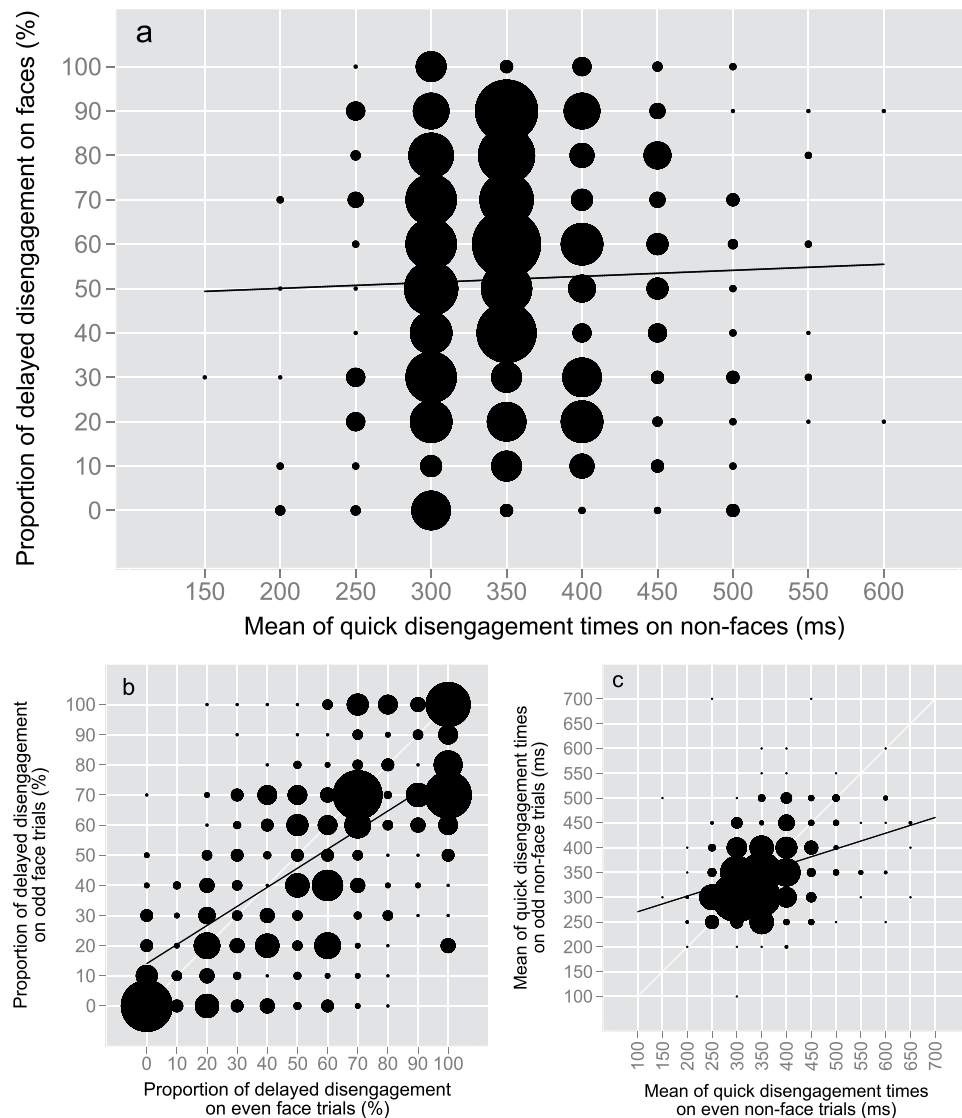 a
Proportion of delayed disengagement on faces (%)
100
90
80
70
60
50
40
30
20
10
0
150 200 250 300 350 400 450 500 550 600
Mean of quick disengagement times on non-faces (ms)
b
Proportion of delayed disengagement
on odd face trials (%)
100
90
80
70
60
50
40
30
20
10
0
0 10 20 30 40 50 60 70 80 90 100
Proportion of delayed disengagement
on even face trials (%)
c
Mean of quick disengagement times
on odd non-face trials (ms)
700
650
600
550
500
450
400
350
300
250
200
150
100
100 150 200 250 300 350 400 450 500 550 600 650 700
Mean of quick disengagement times
on even non-face trials (ms)